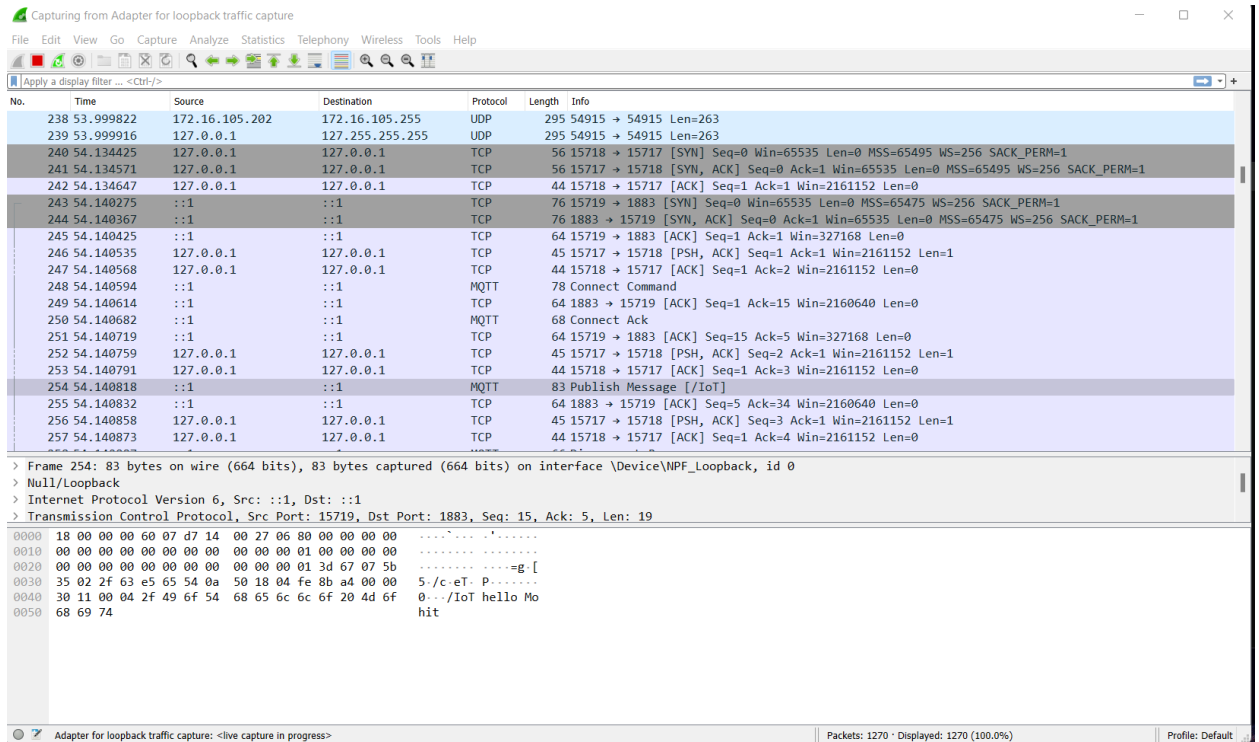 Capturing from Adapter for loopback traffic capture
File Edit View Go Capture Analyze Statistics Telephony Wireless Tools Help
Apply a display filter ... <Ctrl-/>
No. Time Source Destination Protocol Length Info
238 53.999822 172.16.105.202 172.16.105.255 UDP 295 54915 → 54915 Len=263
239 53.999916 127.0.0.1 127.255.255.255 UDP 295 54915 → 54915 Len=263
240 54.134425 127.0.0.1 127.0.0.1 TCP 56 15718 → 15717 [SYN] Seq=0 Win=65535 Len=0 MSS=65495 WS=256 SACK_PERM=1
241 54.134571 127.0.0.1 127.0.0.1 TCP 56 15717 → 15718 [SYN, ACK] Seq=0 Ack=1 Win=65535 Len=0 MSS=65495 WS=256 SACK_PERM=1
242 54.134647 127.0.0.1 127.0.0.1 TCP 44 15718 → 15717 [ACK] Seq=1 Ack=1 Win=2161152 Len=0
243 54.140275 ::1 ::1 TCP 76 15719 → 1883 [SYN] Seq=0 Win=65535 Len=0 MSS=65475 WS=256 SACK_PERM=1
244 54.140367 ::1 ::1 TCP 76 1883 → 15719 [SYN, ACK] Seq=0 Ack=1 Win=65535 Len=0 MSS=65475 WS=256 SACK_PERM=1
245 54.140425 ::1 ::1 TCP 64 15719 → 1883 [ACK] Seq=1 Ack=1 Win=327168 Len=0
246 54.140535 127.0.0.1 127.0.0.1 TCP 45 15717 → 15718 [PSH, ACK] Seq=1 Ack=1 Win=2161152 Len=1
247 54.140568 127.0.0.1 127.0.0.1 TCP 44 15718 → 15717 [ACK] Seq=1 Ack=2 Win=2161152 Len=0
248 54.140594 ::1 ::1 MQTT 78 Connect Command
249 54.140614 ::1 ::1 TCP 64 1883 → 15719 [ACK] Seq=1 Ack=15 Win=2160640 Len=0
250 54.140682 ::1 ::1 MQTT 68 Connect Ack
251 54.140719 ::1 ::1 TCP 64 15719 → 1883 [ACK] Seq=15 Ack=5 Win=327168 Len=0
252 54.140759 127.0.0.1 127.0.0.1 TCP 45 15717 → 15718 [PSH, ACK] Seq=2 Ack=1 Win=2161152 Len=1
253 54.140791 127.0.0.1 127.0.0.1 TCP 44 15718 → 15717 [ACK] Seq=1 Ack=3 Win=2161152 Len=0
254 54.140818 ::1 ::1 MQTT 83 Publish Message [/IoT]
255 54.140832 ::1 ::1 TCP 64 1883 → 15719 [ACK] Seq=5 Ack=34 Win=2160640 Len=0
256 54.140858 127.0.0.1 127.0.0.1 TCP 45 15717 → 15718 [PSH, ACK] Seq=3 Ack=1 Win=2161152 Len=1
257 54.140873 127.0.0.1 127.0.0.1 TCP 44 15718 → 15717 [ACK] Seq=1 Ack=4 Win=2161152 Len=0
> Frame 254: 83 bytes on wire (664 bits), 83 bytes captured (664 bits) on interface \Device\NPF_Loopback, id 0
> Null/Loopback
> Internet Protocol Version 6, Src: ::1, Dst: ::1
> Transmission Control Protocol, Src Port: 15719, Dst Port: 1883, Seq: 15, Ack: 5, Len: 19
0000 18 00 00 00 60 07 d7 14 00 27 06 80 00 00 00 00 ····`··· ·'······
0010 00 00 00 00 00 00 00 00 00 00 00 01 00 00 00 00 ········ ········
0020 00 00 00 00 00 00 00 00 00 00 00 01 3d 67 07 5b ········ ····=g·[
0030 35 02 2f 63 e5 65 54 0a 50 18 04 fe 8b a4 00 00 5·/c·eT· P·······
0040 30 11 00 04 2f 49 6f 54 68 65 6c 6c 6f 20 4d 6f 0···/IoT hello Mo
0050 68 69 74 hit
Adapter for loopback traffic capture: <live capture in progress> Packets: 1270 · Displayed: 1270 (100.0%) Profile: Default